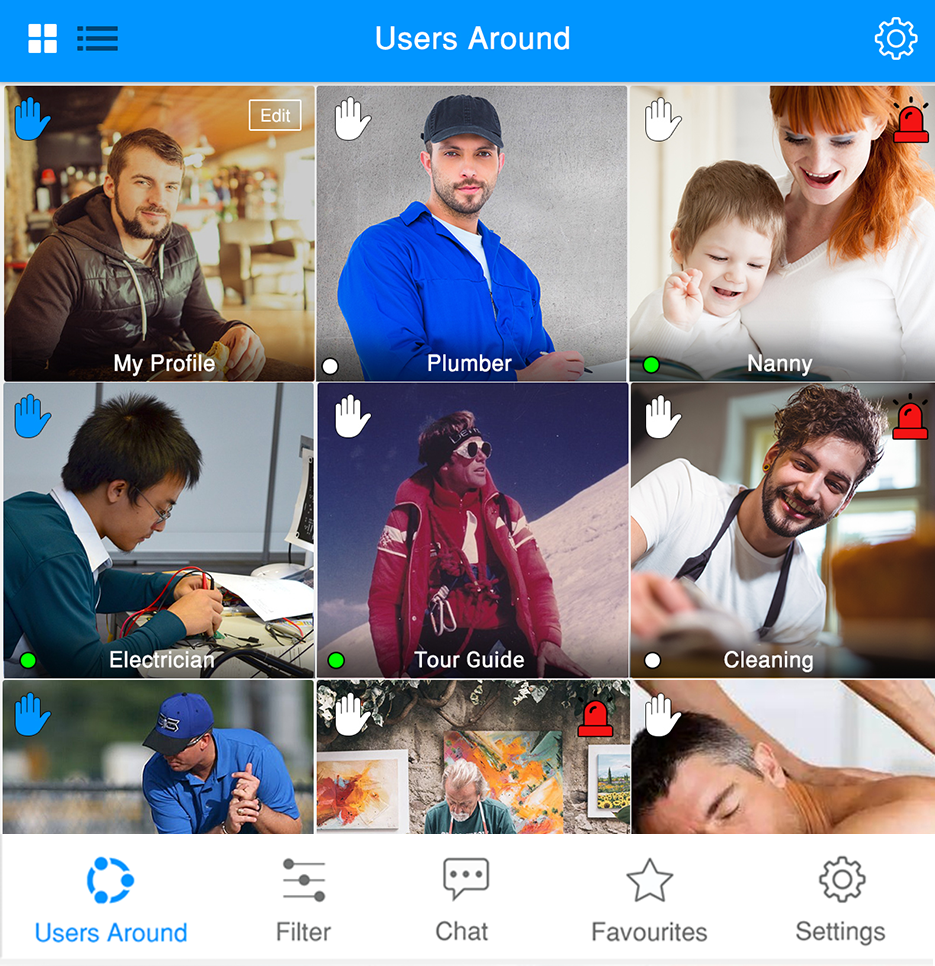 Users Around
Edit
My Profile
Plumber
Nanny
Electrician
Tour Guide
Cleaning
Users Around
Filter
Chat
Favourites
Settings